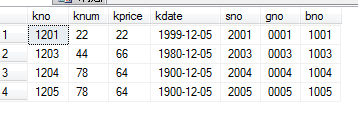 kno knum kprice kdate sno gno bno
1 1201 22 22 1999-12-05 2001 0001 1001
2 1203 44 66 1980-12-05 2003 0003 1003
3 1204 78 64 1900-12-05 2004 0004 1004
4 1205 78 64 1900-12-05 2005 0005 1005